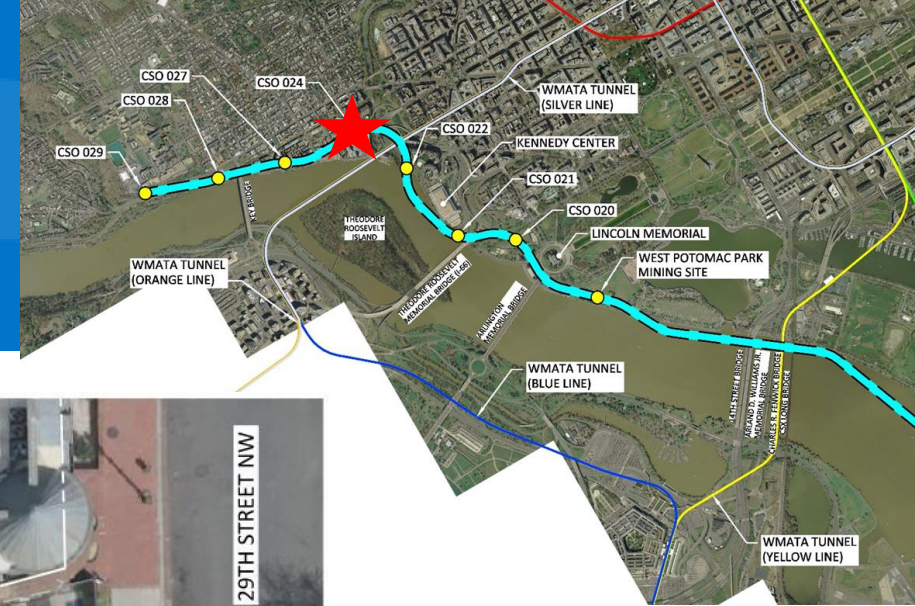 CSO 027
CSO 024
CSO 028
WMATA TUNNEL
(SILVER LINE)
CSO 022
KENNEDY CENTER
CSO 029
CSO 021
KEY BRIDGE
CSO 020
THEODORE
ROOSEVELT
ISLAND
LINCOLN MEMORIAL
WMATA TUNNEL
(ORANGE LINE)
WEST POTOMAC PARK
MINING SITE
THEODORE ROOSEVELT
MEMORIAL BRIDGE (I-66)
ARLINGTON
MEMORIAL BRIDGE
14TH STREET BRIDGE
ARLAND D. WILLIAMS JR.
MEMORIAL BRIDGE
CHARLES R. FENWICK BRIDGE
CSX LONG BRIDGE
WMATA TUNNEL
(BLUE LINE)
29TH STREET NW
WMATA TUNNEL
(YELLOW LINE)